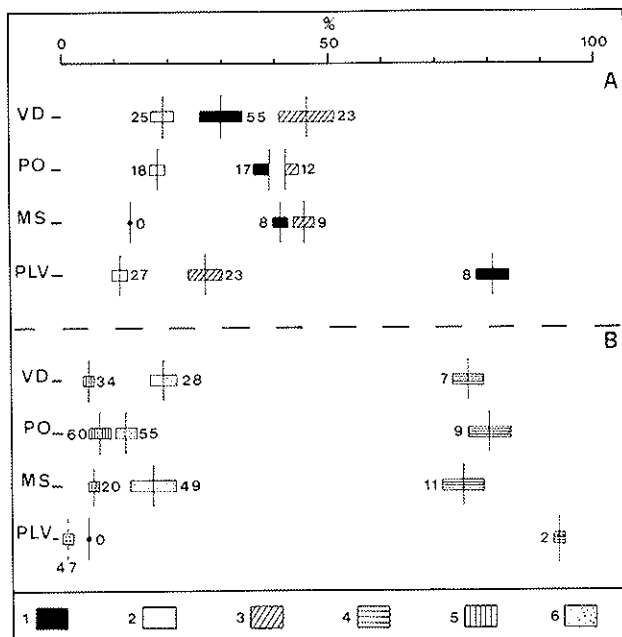 %
0 50 100
A
VD 25 55 23
PO 18 17 12
MS 0 8 9
PLV 27 23 8
B
VD 34 28 7
PO 60 55 9
MS 20 49 11
PLV 0 2
47
1 2 3 4 5 6